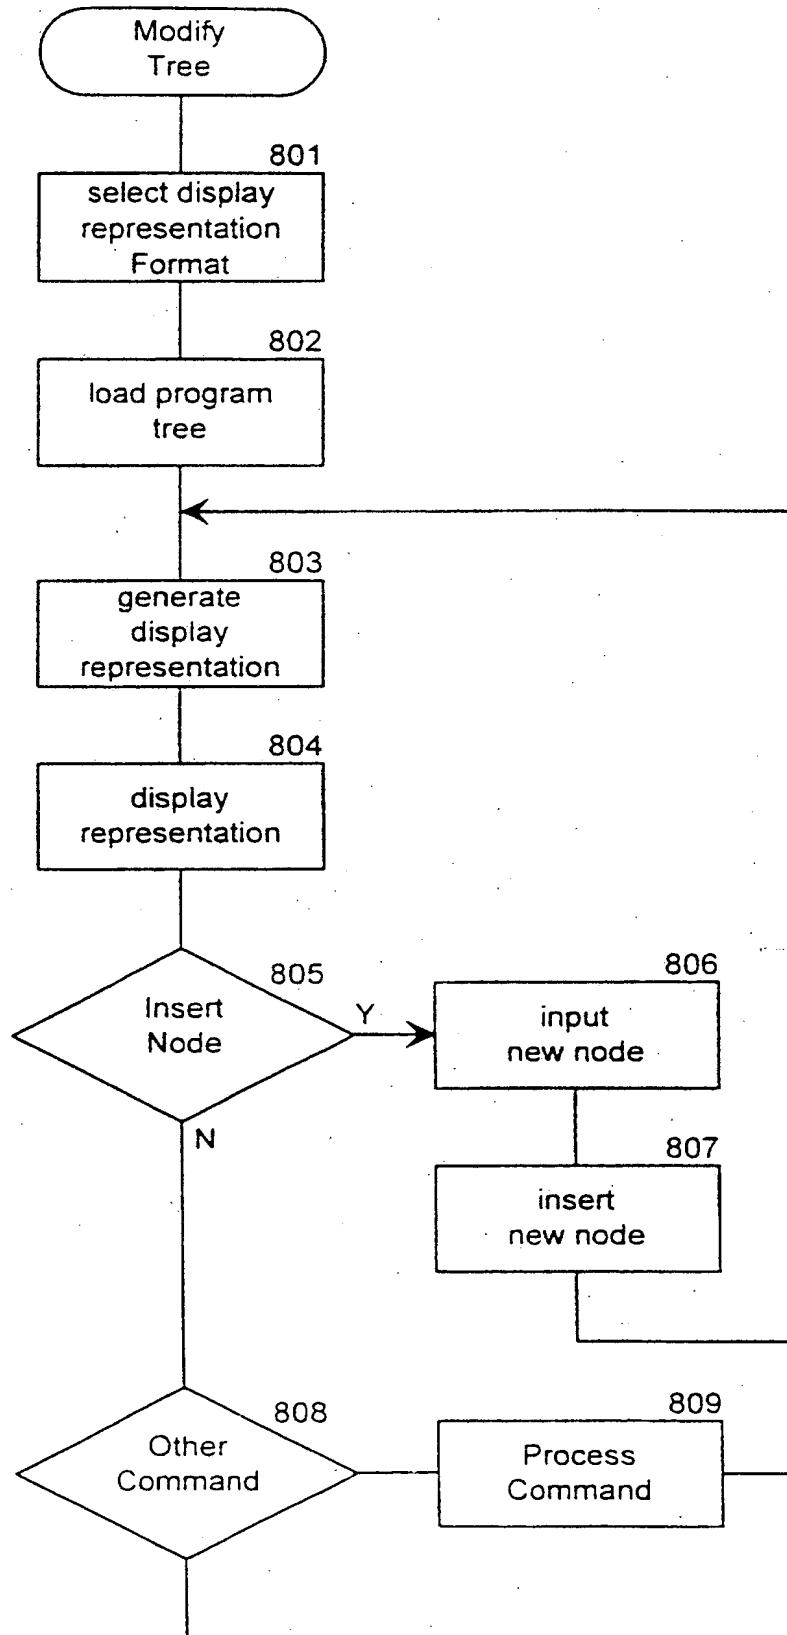 Modify
Tree
801
select display
representation
Format
802
load program
tree
803
generate
display
representation
804
display
representation
805
Insert
Node
Y
N
806
input
new node
807
insert
new node
808
Other
Command
809
Process
Command